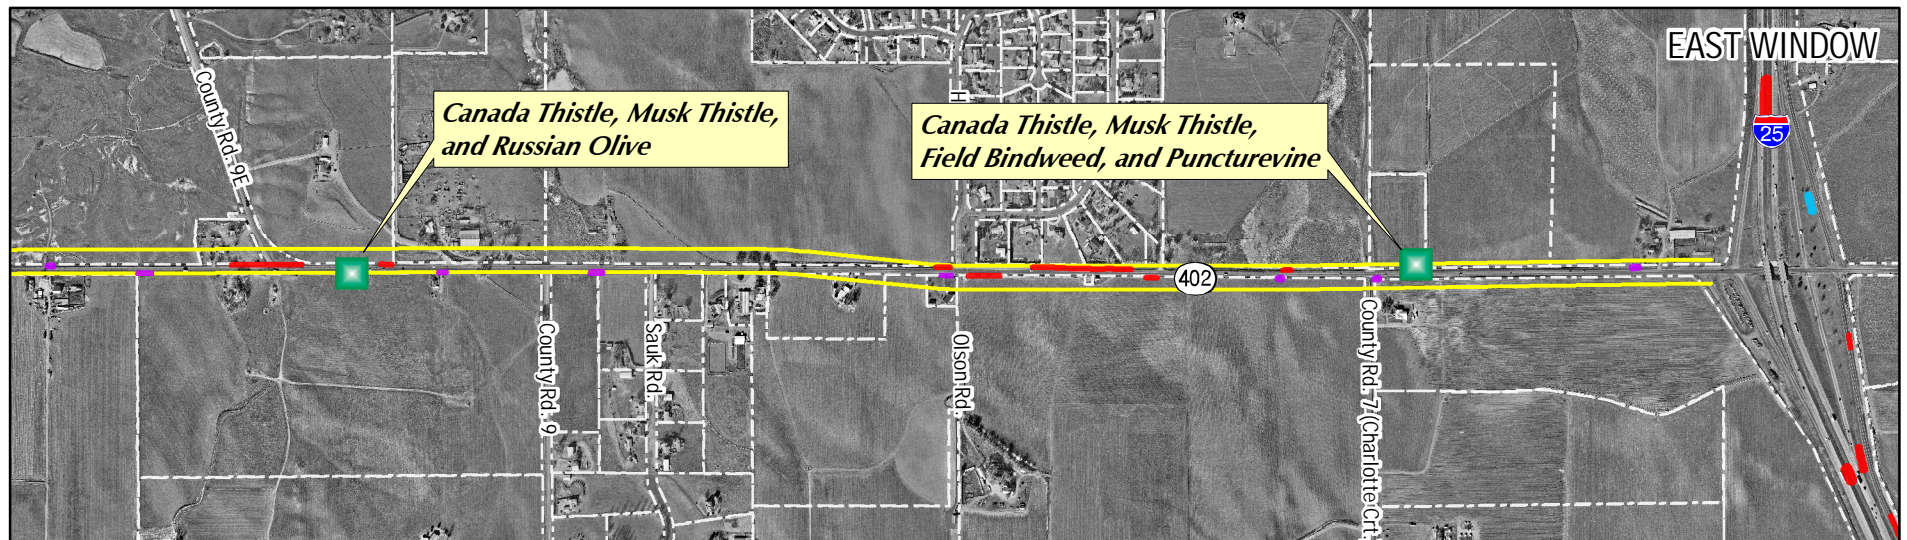 EAST WINDOW
County Rd. 9E
Canada Thistle, Musk Thistle,
and Russian Olive
H
Canada Thistle, Musk Thistle,
Field Bindweed, and Puncturevine
25
402
County Rd. 9
Sauk Rd.
Olson Rd.
County Rd. 7 (Charlotte Crt.